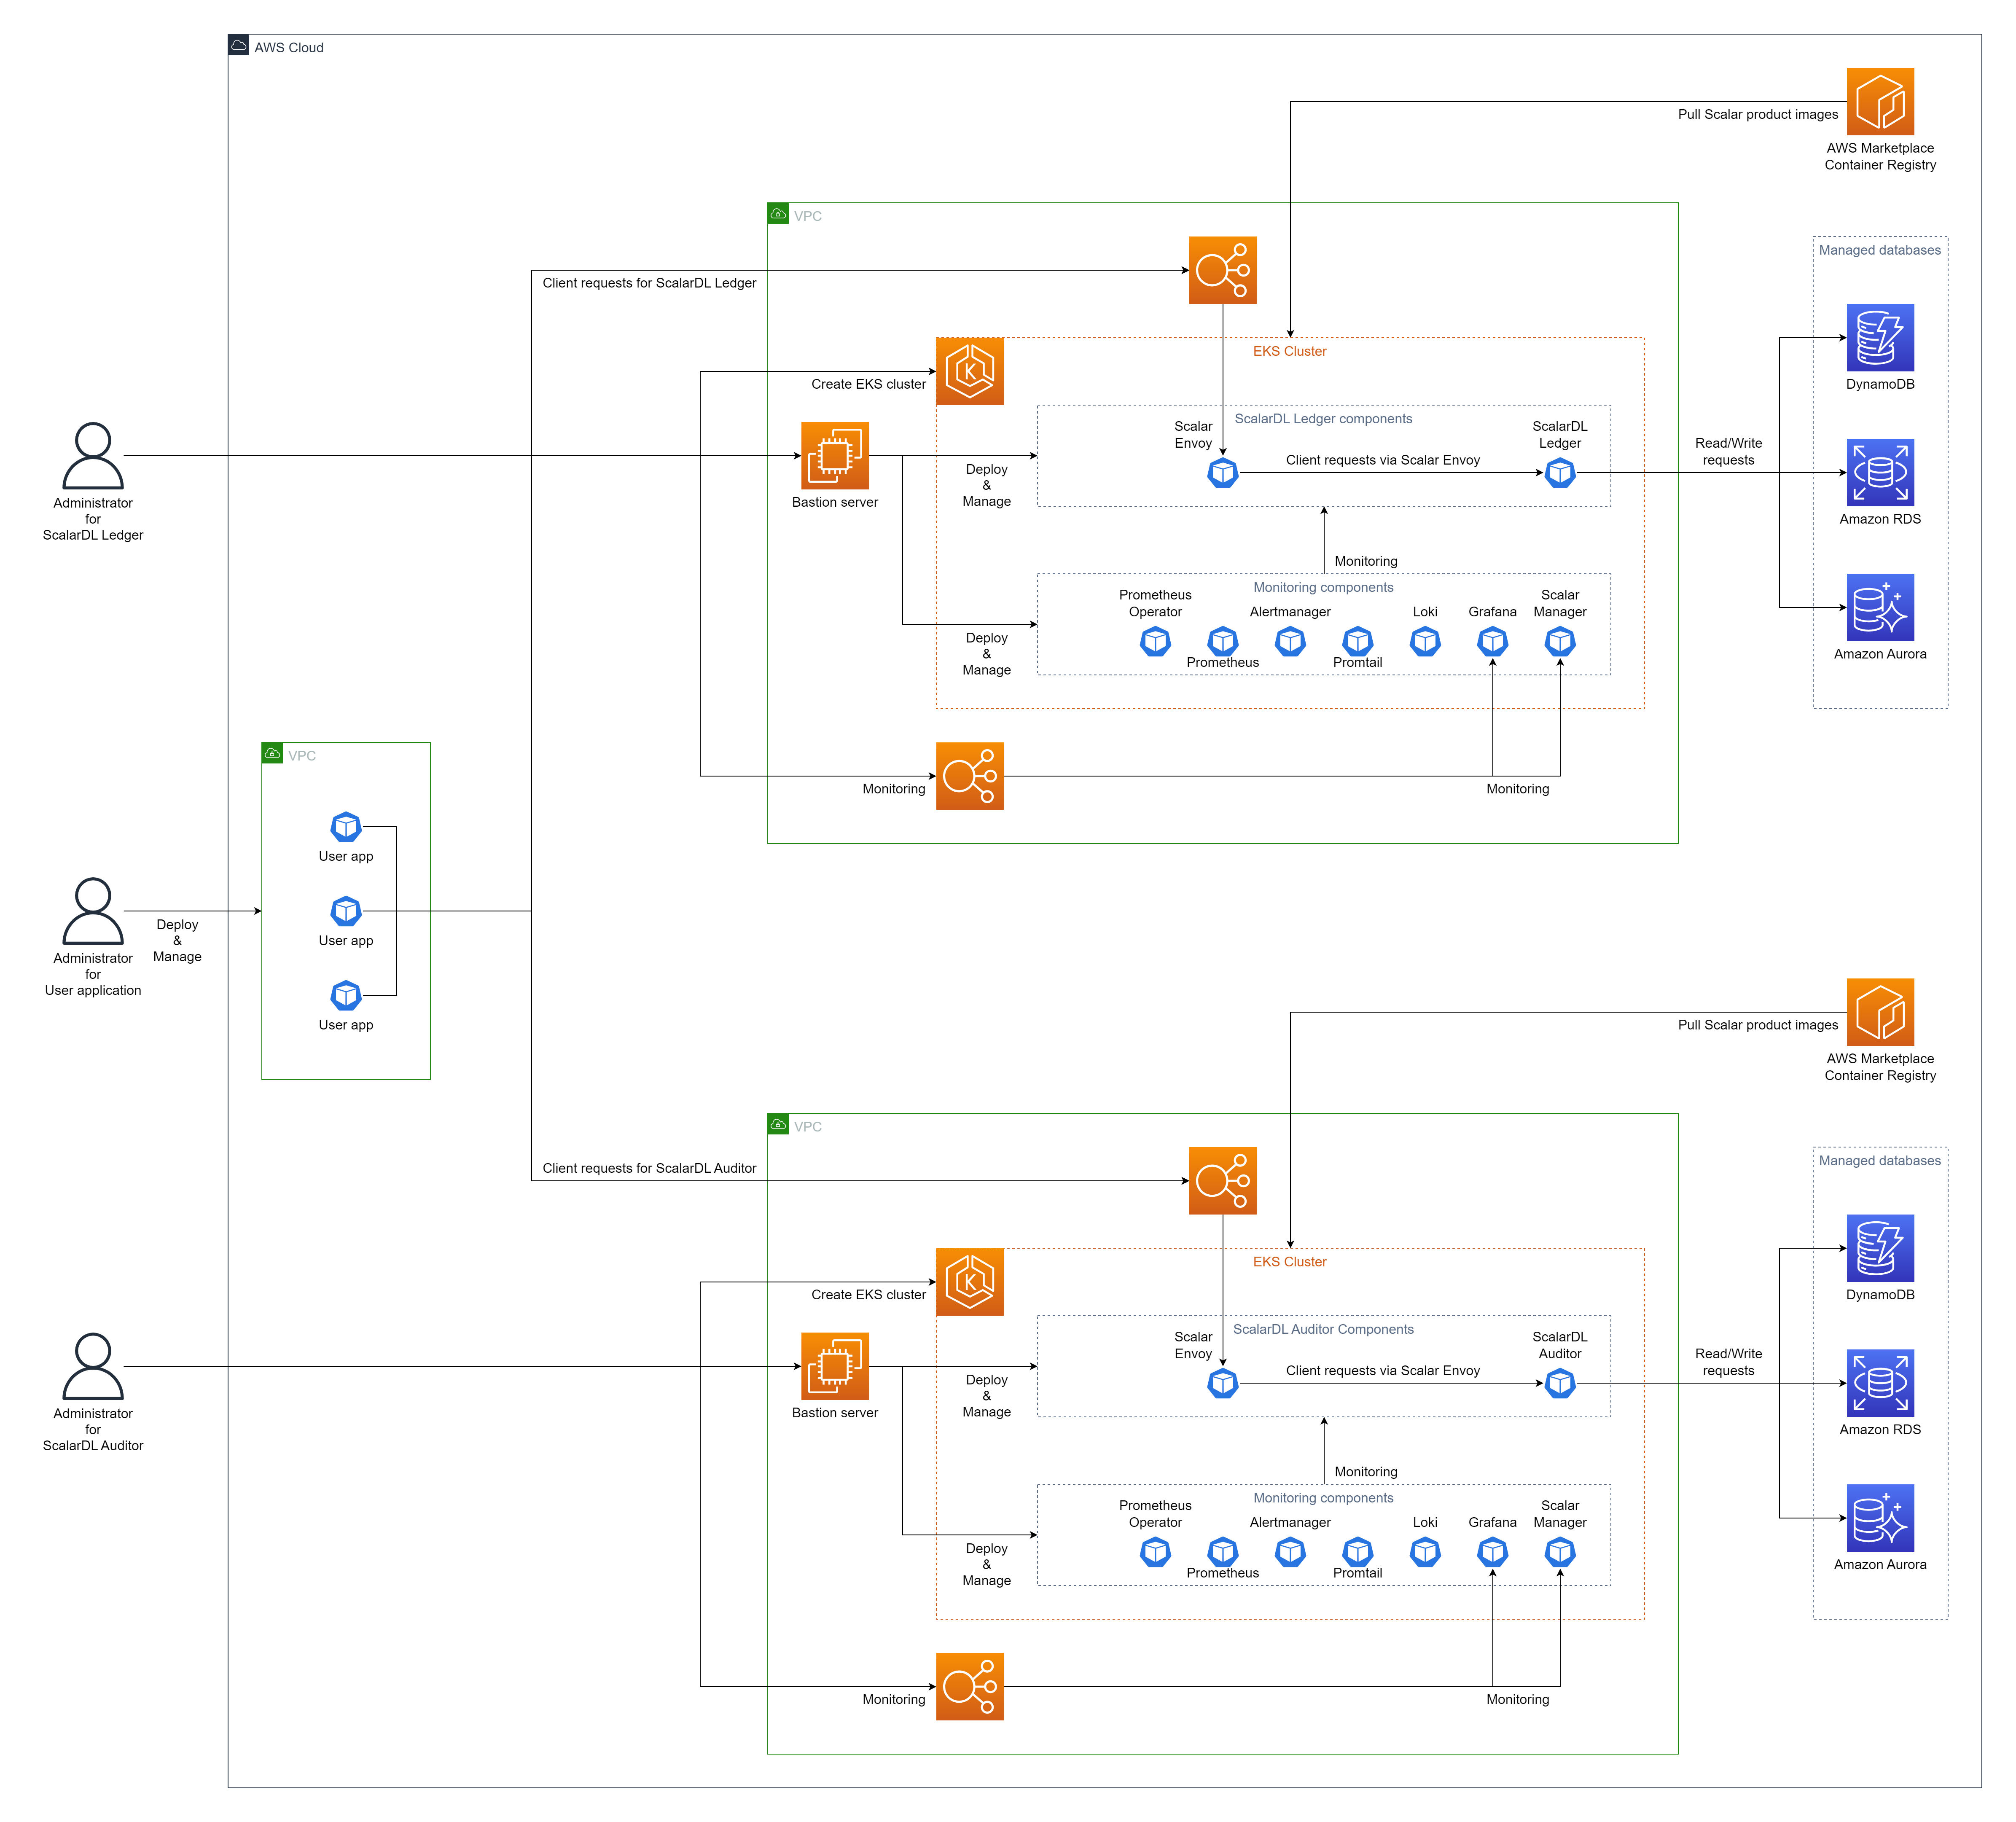 AWS Cloud
Pull Scalar product images
AWS Marketplace
Container Registry
VPC
Client requests for ScalarDL Ledger
Managed databases
EKS Cluster
Create EKS cluster
DynamoDB
ScalarDL Ledger components
Scalar
Envoy
ScalarDL
Ledger
Client requests via Scalar Envoy
Read/Write
requests
Administrator
for
ScalarDL Ledger
Bastion server
Deploy
&
Manage
Amazon RDS
Monitoring
Monitoring components
Prometheus
Operator
Alertmanager
Loki
Grafana
Scalar
Manager
Prometheus
Promtail
Deploy
&
Manage
Amazon Aurora
Monitoring
Monitoring
VPC
User app
User app
User app
Administrator
for
User application
Deploy
&
Manage
Pull Scalar product images
AWS Marketplace
Container Registry
VPC
Client requests for ScalarDL Auditor
Managed databases
EKS Cluster
Create EKS cluster
DynamoDB
ScalarDL Auditor Components
Scalar
Envoy
ScalarDL
Auditor
Client requests via Scalar Envoy
Read/Write
requests
Administrator
for
ScalarDL Auditor
Bastion server
Deploy
&
Manage
Amazon RDS
Monitoring
Monitoring components
Prometheus
Operator
Alertmanager
Loki
Grafana
Scalar
Manager
Prometheus
Promtail
Deploy
&
Manage
Amazon Aurora
Monitoring
Monitoring